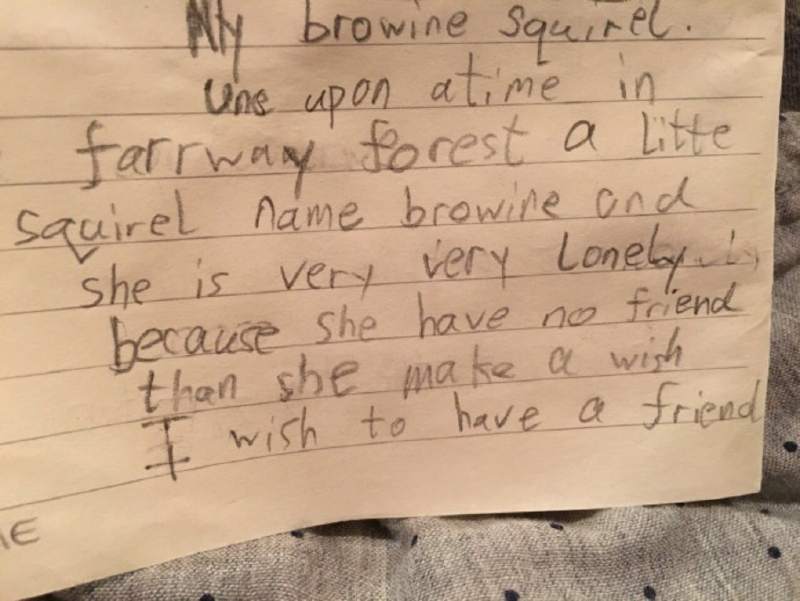 My browine squirel.
Une upon atime in
farrway forest a litte
squirel name browine and
she is very very Lonely
because she have no friend
than she make a wish
I wish to have a friend